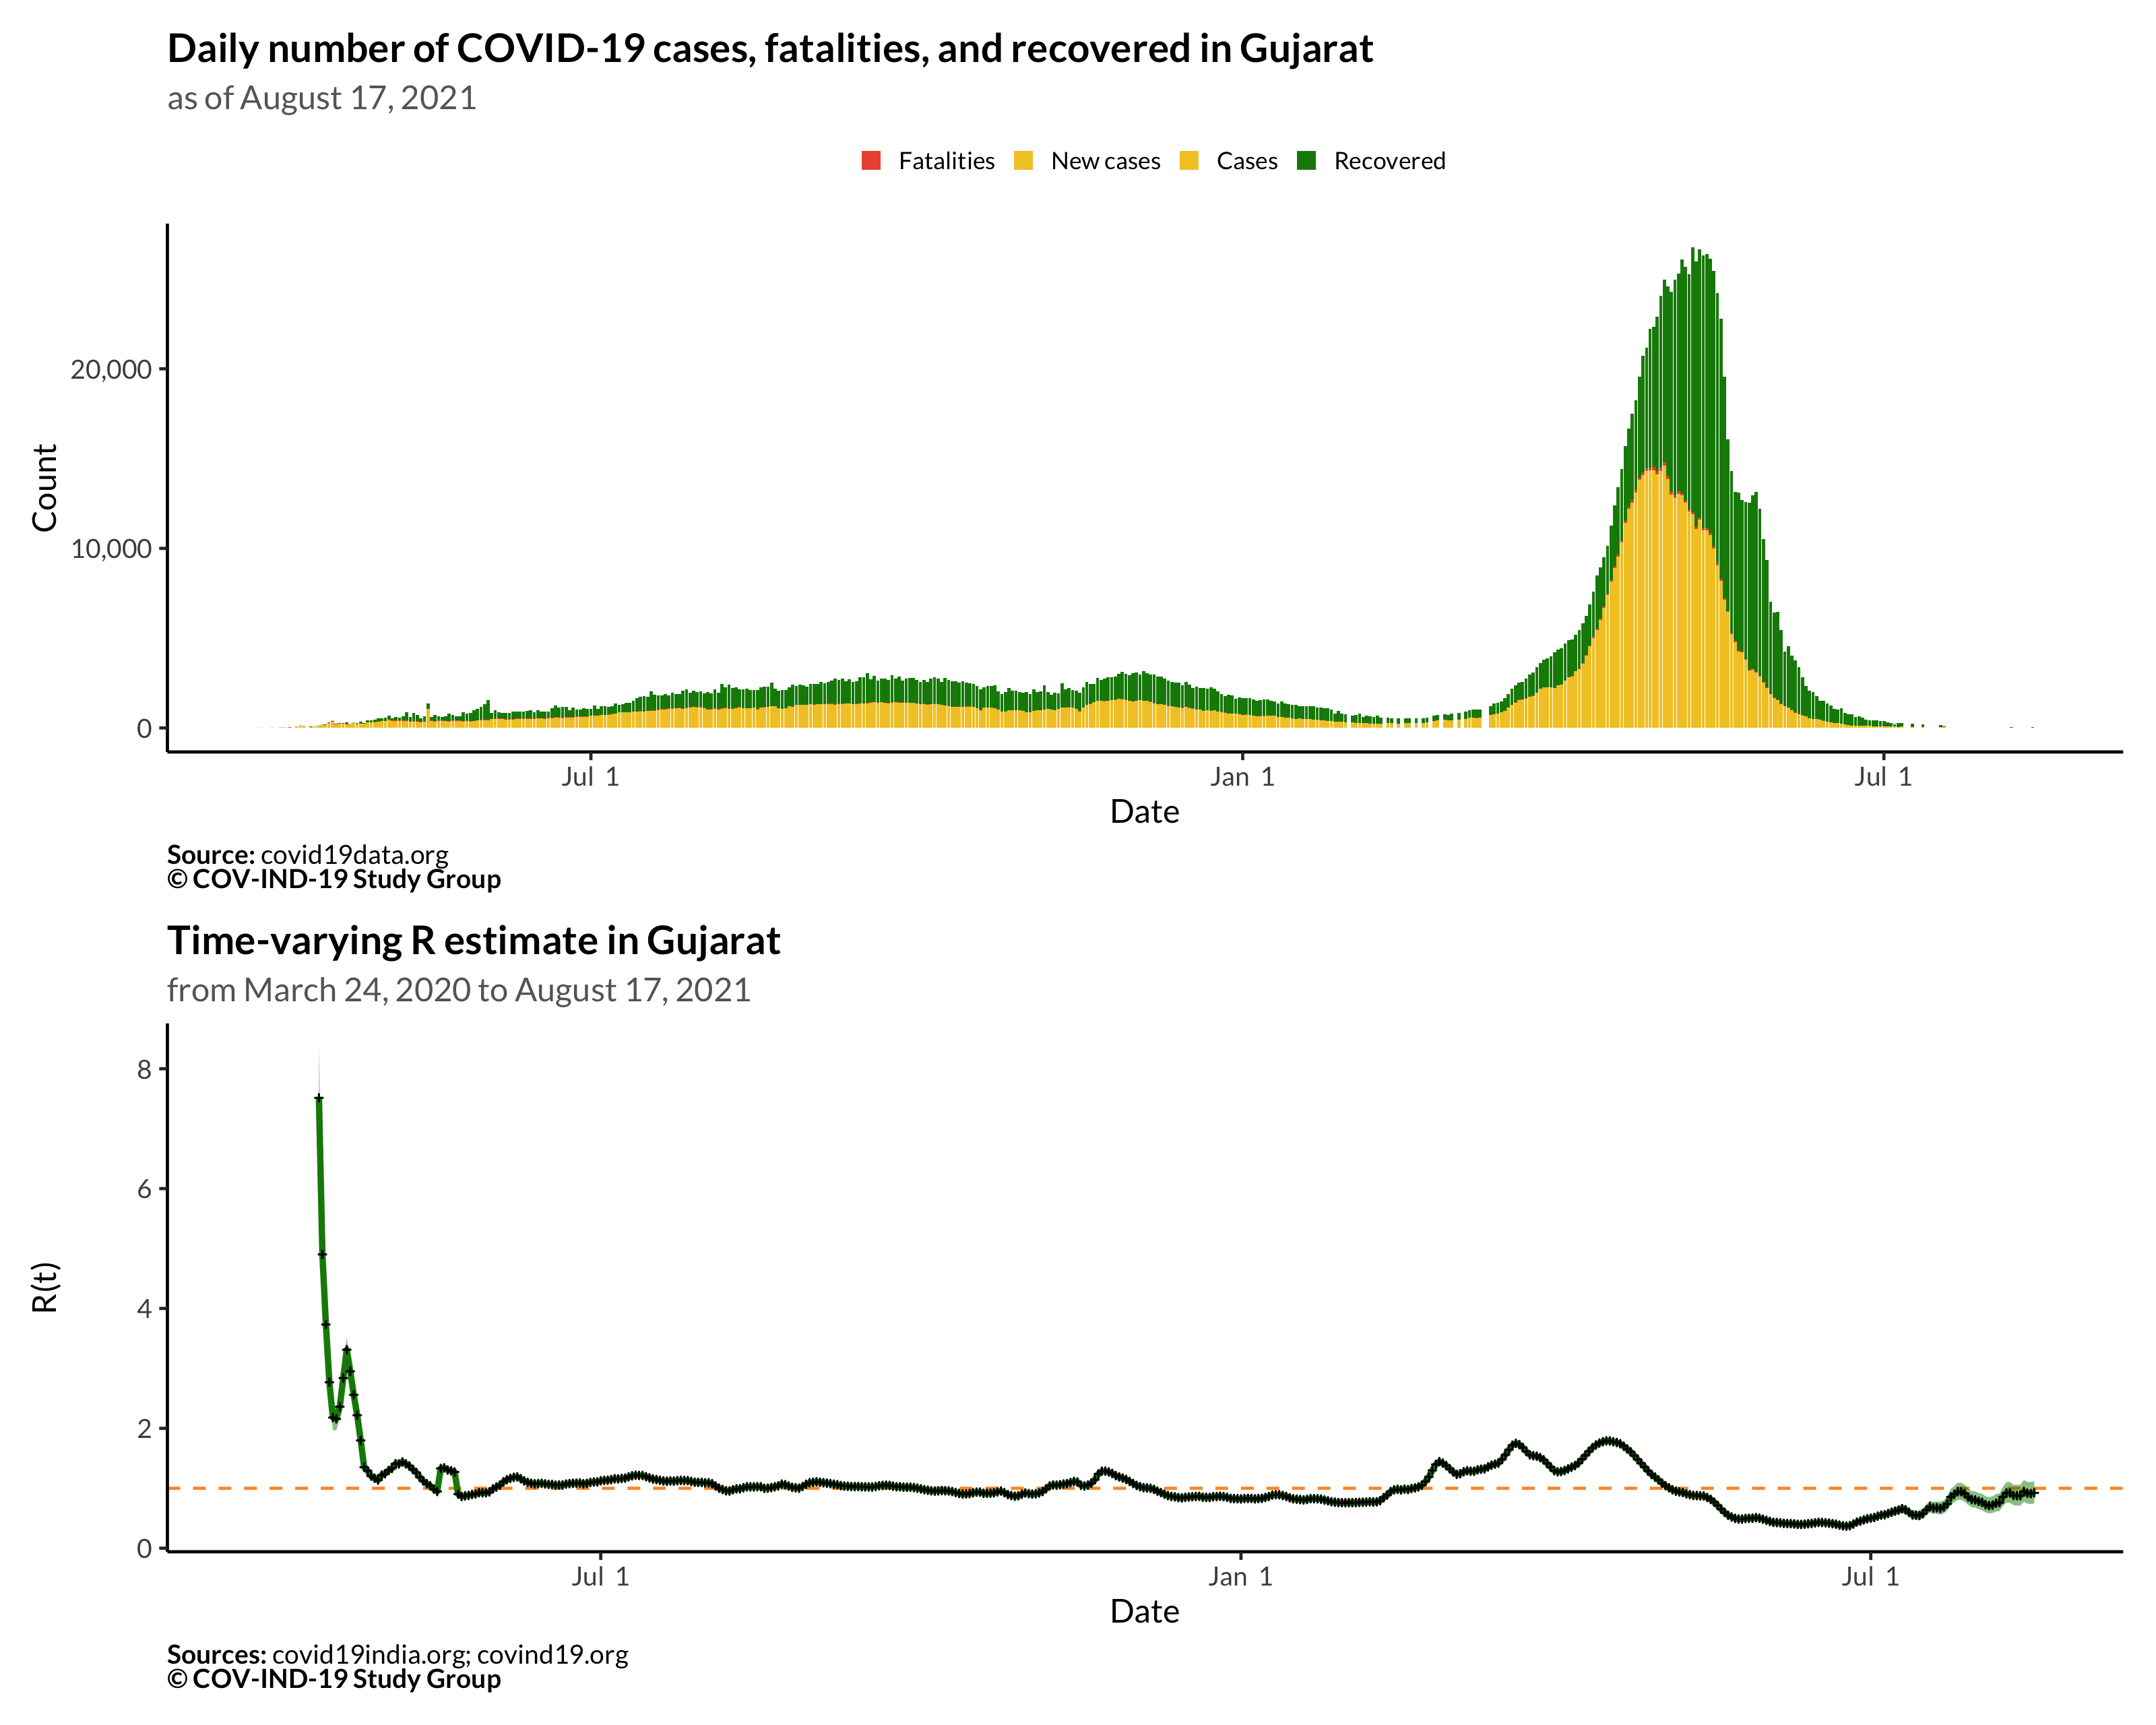 Daily number of COVID-19 cases, fatalities, and recovered in Gujarat
as of August 17, 2021
Fatalities New cases Cases Recovered
Count
20,000
10,000
0
Jul 1 Jan 1 Jul 1
Date
Source: covid19data.org
© COV-IND-19 Study Group
Time-varying R estimate in Gujarat
from March 24, 2020 to August 17, 2021
R(t)
8
6
4
2
0
Jul 1 Jan 1 Jul 1
Date
Sources: covid19india.org; covind19.org
© COV-IND-19 Study Group